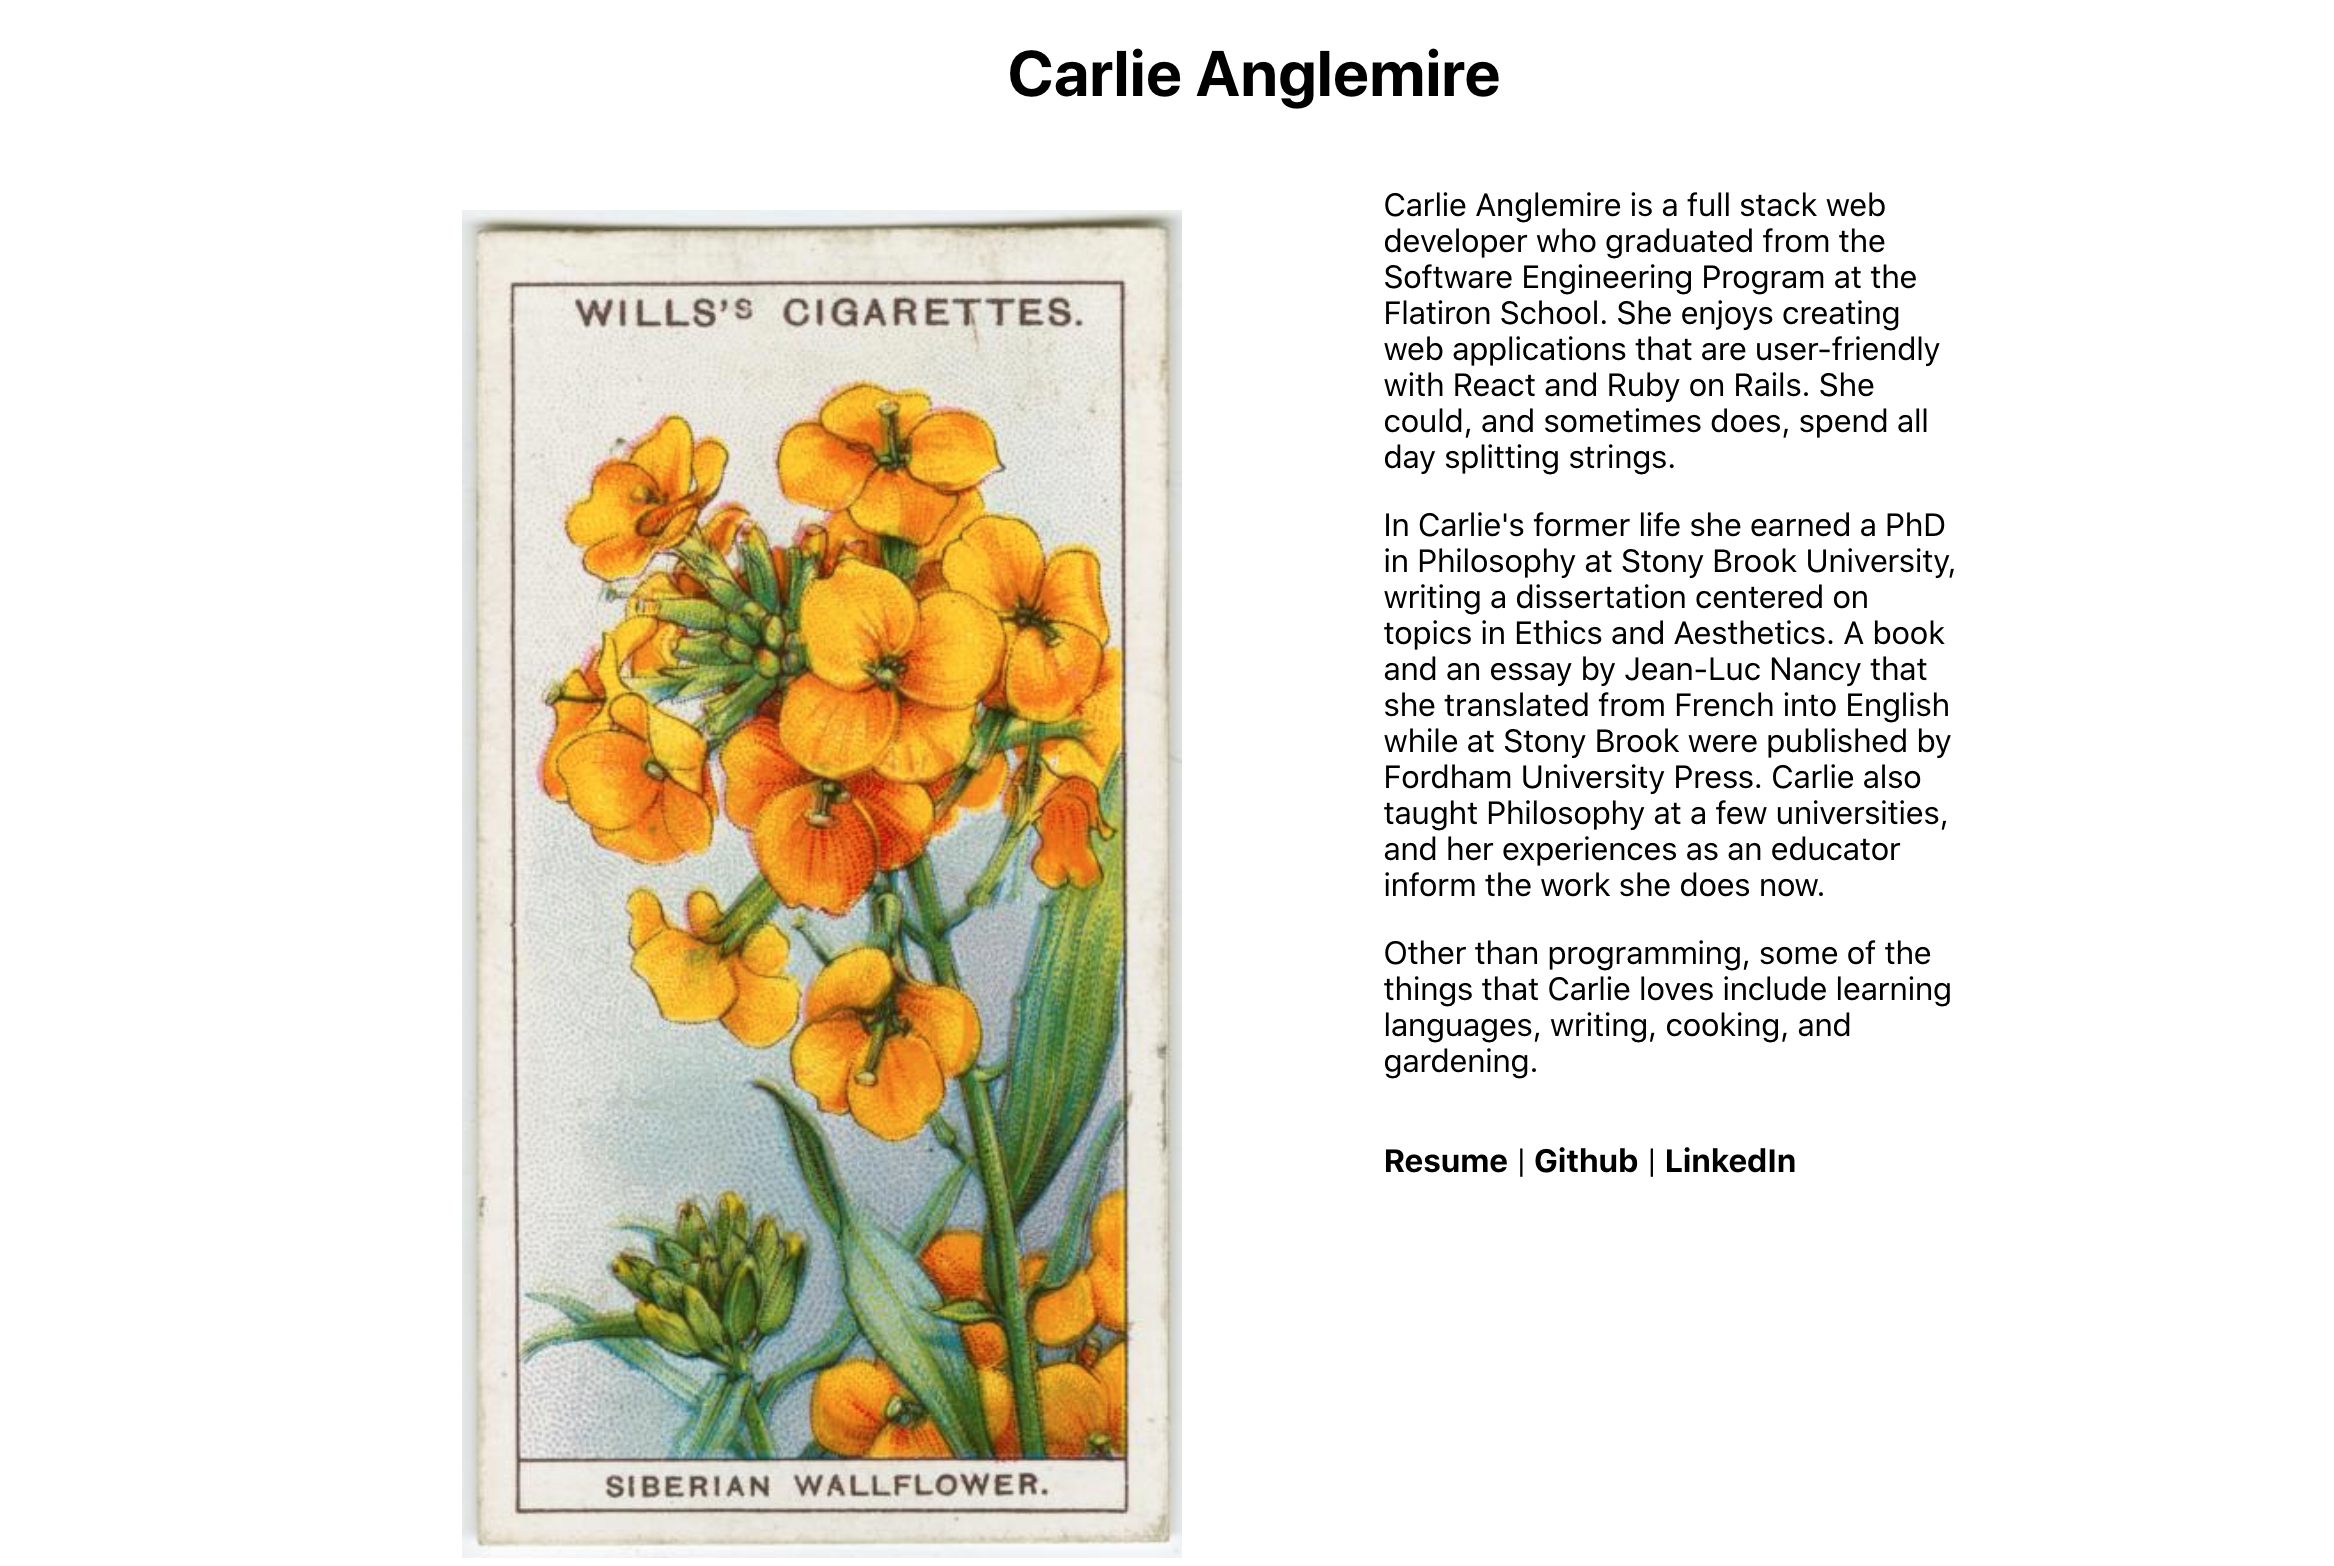 Carlie Anglemire
WILLS'S CIGARETTES.
SIBERIAN WALLFLOWER.
Carlie Anglemire is a full stack web
developer who graduated from the
Software Engineering Program at the
Flatiron School. She enjoys creating
web applications that are user-friendly
with React and Ruby on Rails. She
could, and sometimes does, spend all
day splitting strings.
In Carlie's former life she earned a PhD
in Philosophy at Stony Brook University,
writing a dissertation centered on
topics in Ethics and Aesthetics. A book
and an essay by Jean-Luc Nancy that
she translated from French into English
while at Stony Brook were published by
Fordham University Press. Carlie also
taught Philosophy at a few universities,
and her experiences as an educator
inform the work she does now.
Other than programming, some of the
things that Carlie loves include learning
languages, writing, cooking, and
gardening.
Resume | Github | LinkedIn